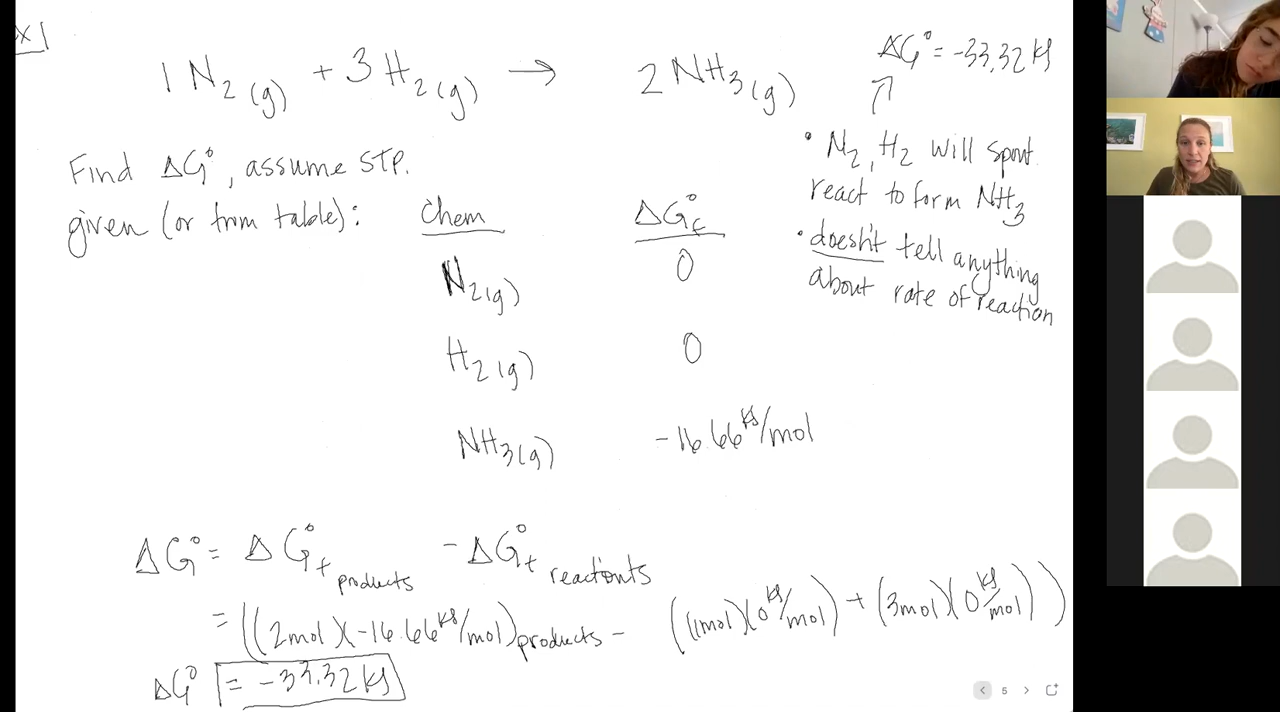 x1
1 N2(g) + 3 H2(g) → 2 NH3(g)
ΔG° = -33.32 kJ
• N2, H2 will spont.
react to form NH3
• doesn't tell anything
about rate of reaction
Find ΔG°, assume STP.
given (or from table):
Chem ΔG°f
N2(g) 0
H2(g) 0
NH3(g) -16.66 kJ/mol
ΔG° = ΔG°f products - ΔG°f reactants
= ((2mol)(-16.66 kJ/mol)products - ((1mol)(0 kJ/mol) + (3mol)(0 kJ/mol))
ΔG° = -33.32 kJ
< 5 >